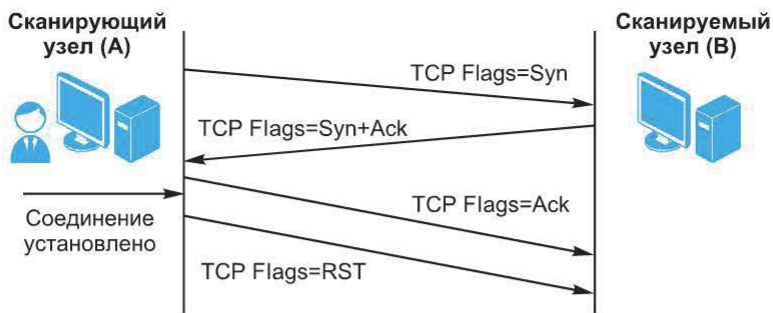 Сканирующий
узел (A)
Сканируемый
узел (B)
TCP Flags=Syn
TCP Flags=Syn+Ack
TCP Flags=Ack
Соединение
установлено
TCP Flags=RST